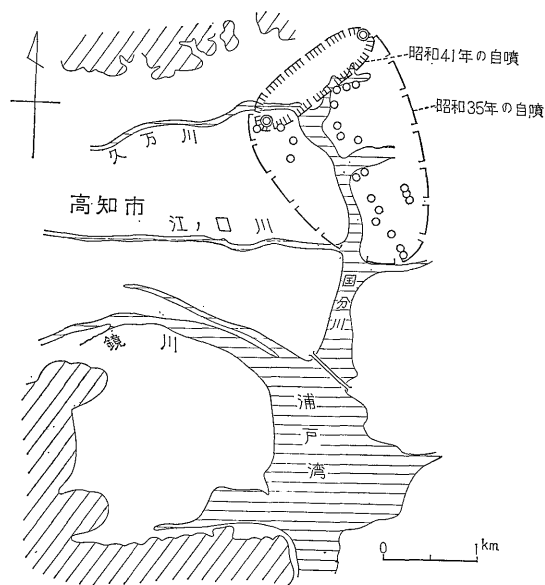 昭和41年の自噴
昭和35年の自噴
久万川
高知市
江ノ口川
国分川
鏡川
浦戸湾
0 1km